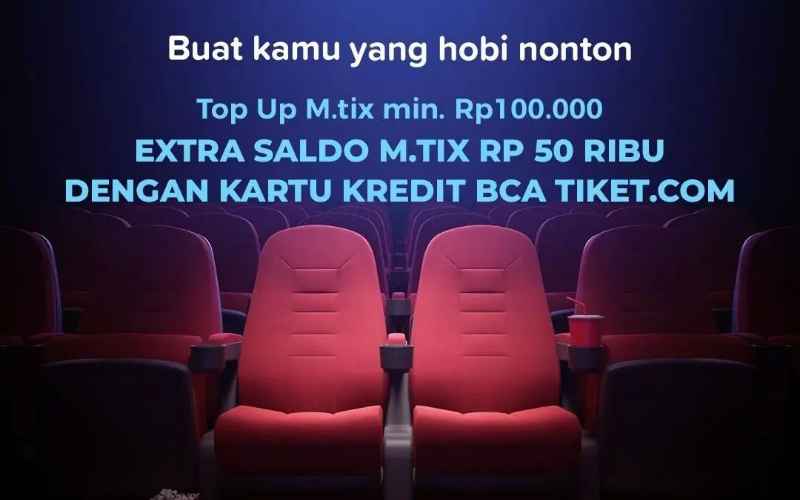 Buat kamu yang hobi nonton
Top Up M.tix min. Rp100.000
EXTRA SALDO M.TIX RP 50 RIBU
DENGAN KARTU KREDIT BCA TIKET.COM